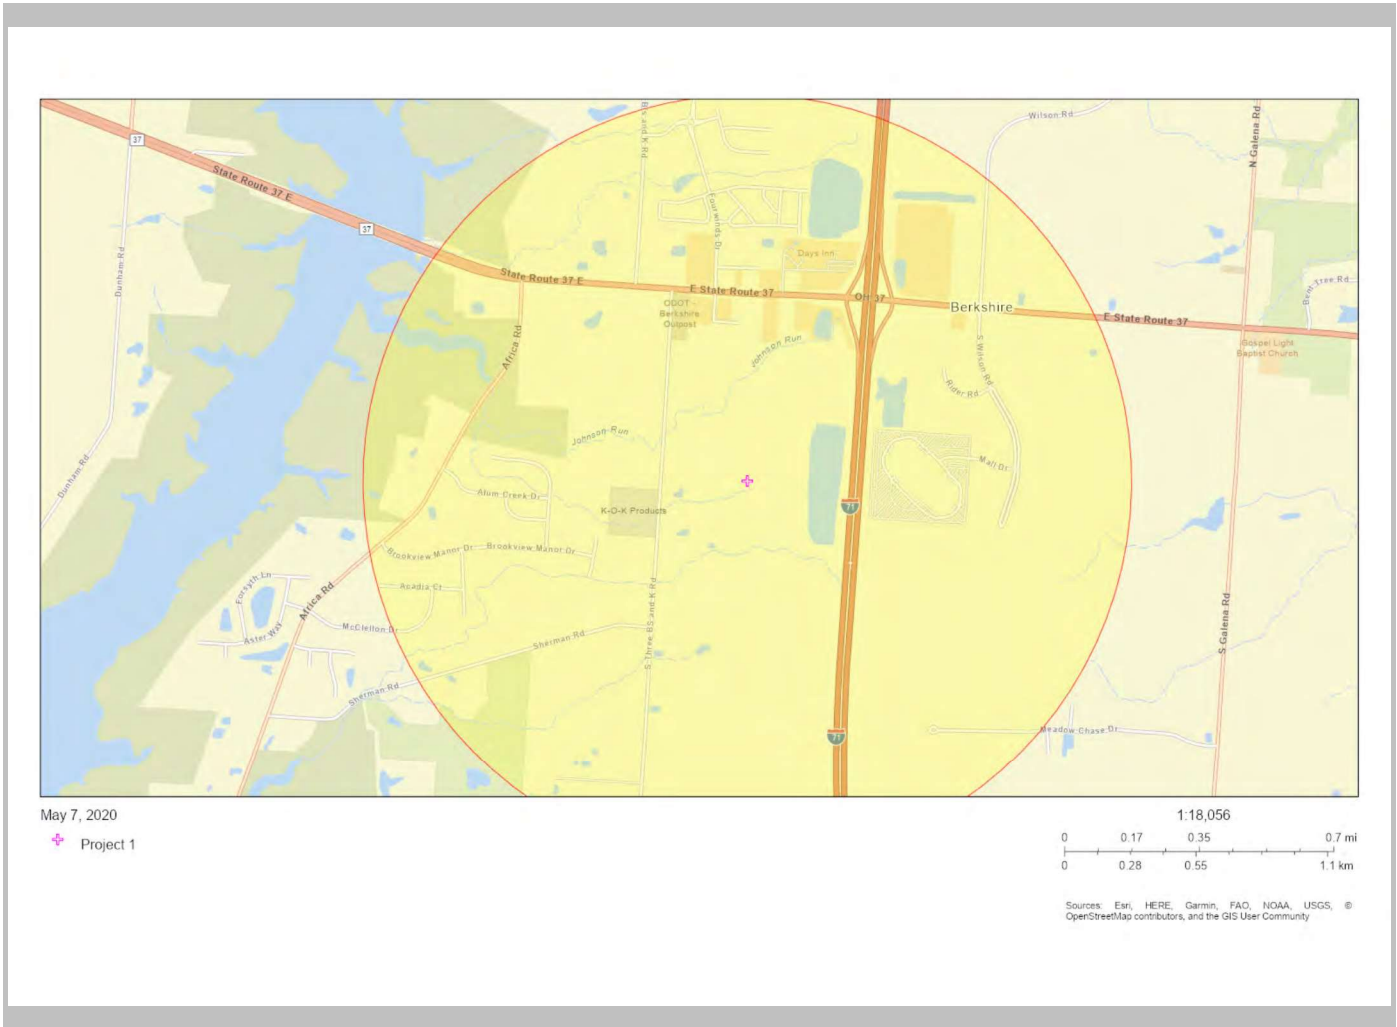 Wilson Rd
N Galena Rd
BS and K Rd
37
State Route 37 E
37
Fourwinds Dr
Dunham Rd
Days Inn
State Route 37 E
E State Route 37
OH 37
Berkshire
E State Route 37
Bent Tree Rd
ODOT -
Berkshire
Outpost
Africa Rd
Johnson Run
S Wilson Rd
Gospel Light
Baptist Church
Rider Rd
Johnson Run
Dunham Rd
Mall Dr
Alum Creek Dr
K-O-K Products
71
Brookview Manor Dr
Brookview Manor Dr
Forsyth Ln
Acadia Ct
Africa Rd
Aster Way
McClellon Dr
Sherman Rd
S Three BS and K Rd
S Galena Rd
Sherman Rd
71
Meadow Chase Dr
May 7, 2020
Project 1
1:18,056
0 0.17 0.35 0.7 mi
0 0.28 0.55 1.1 km
Sources: Esri, HERE, Garmin, FAO, NOAA, USGS, ©
OpenStreetMap contributors, and the GIS User Community